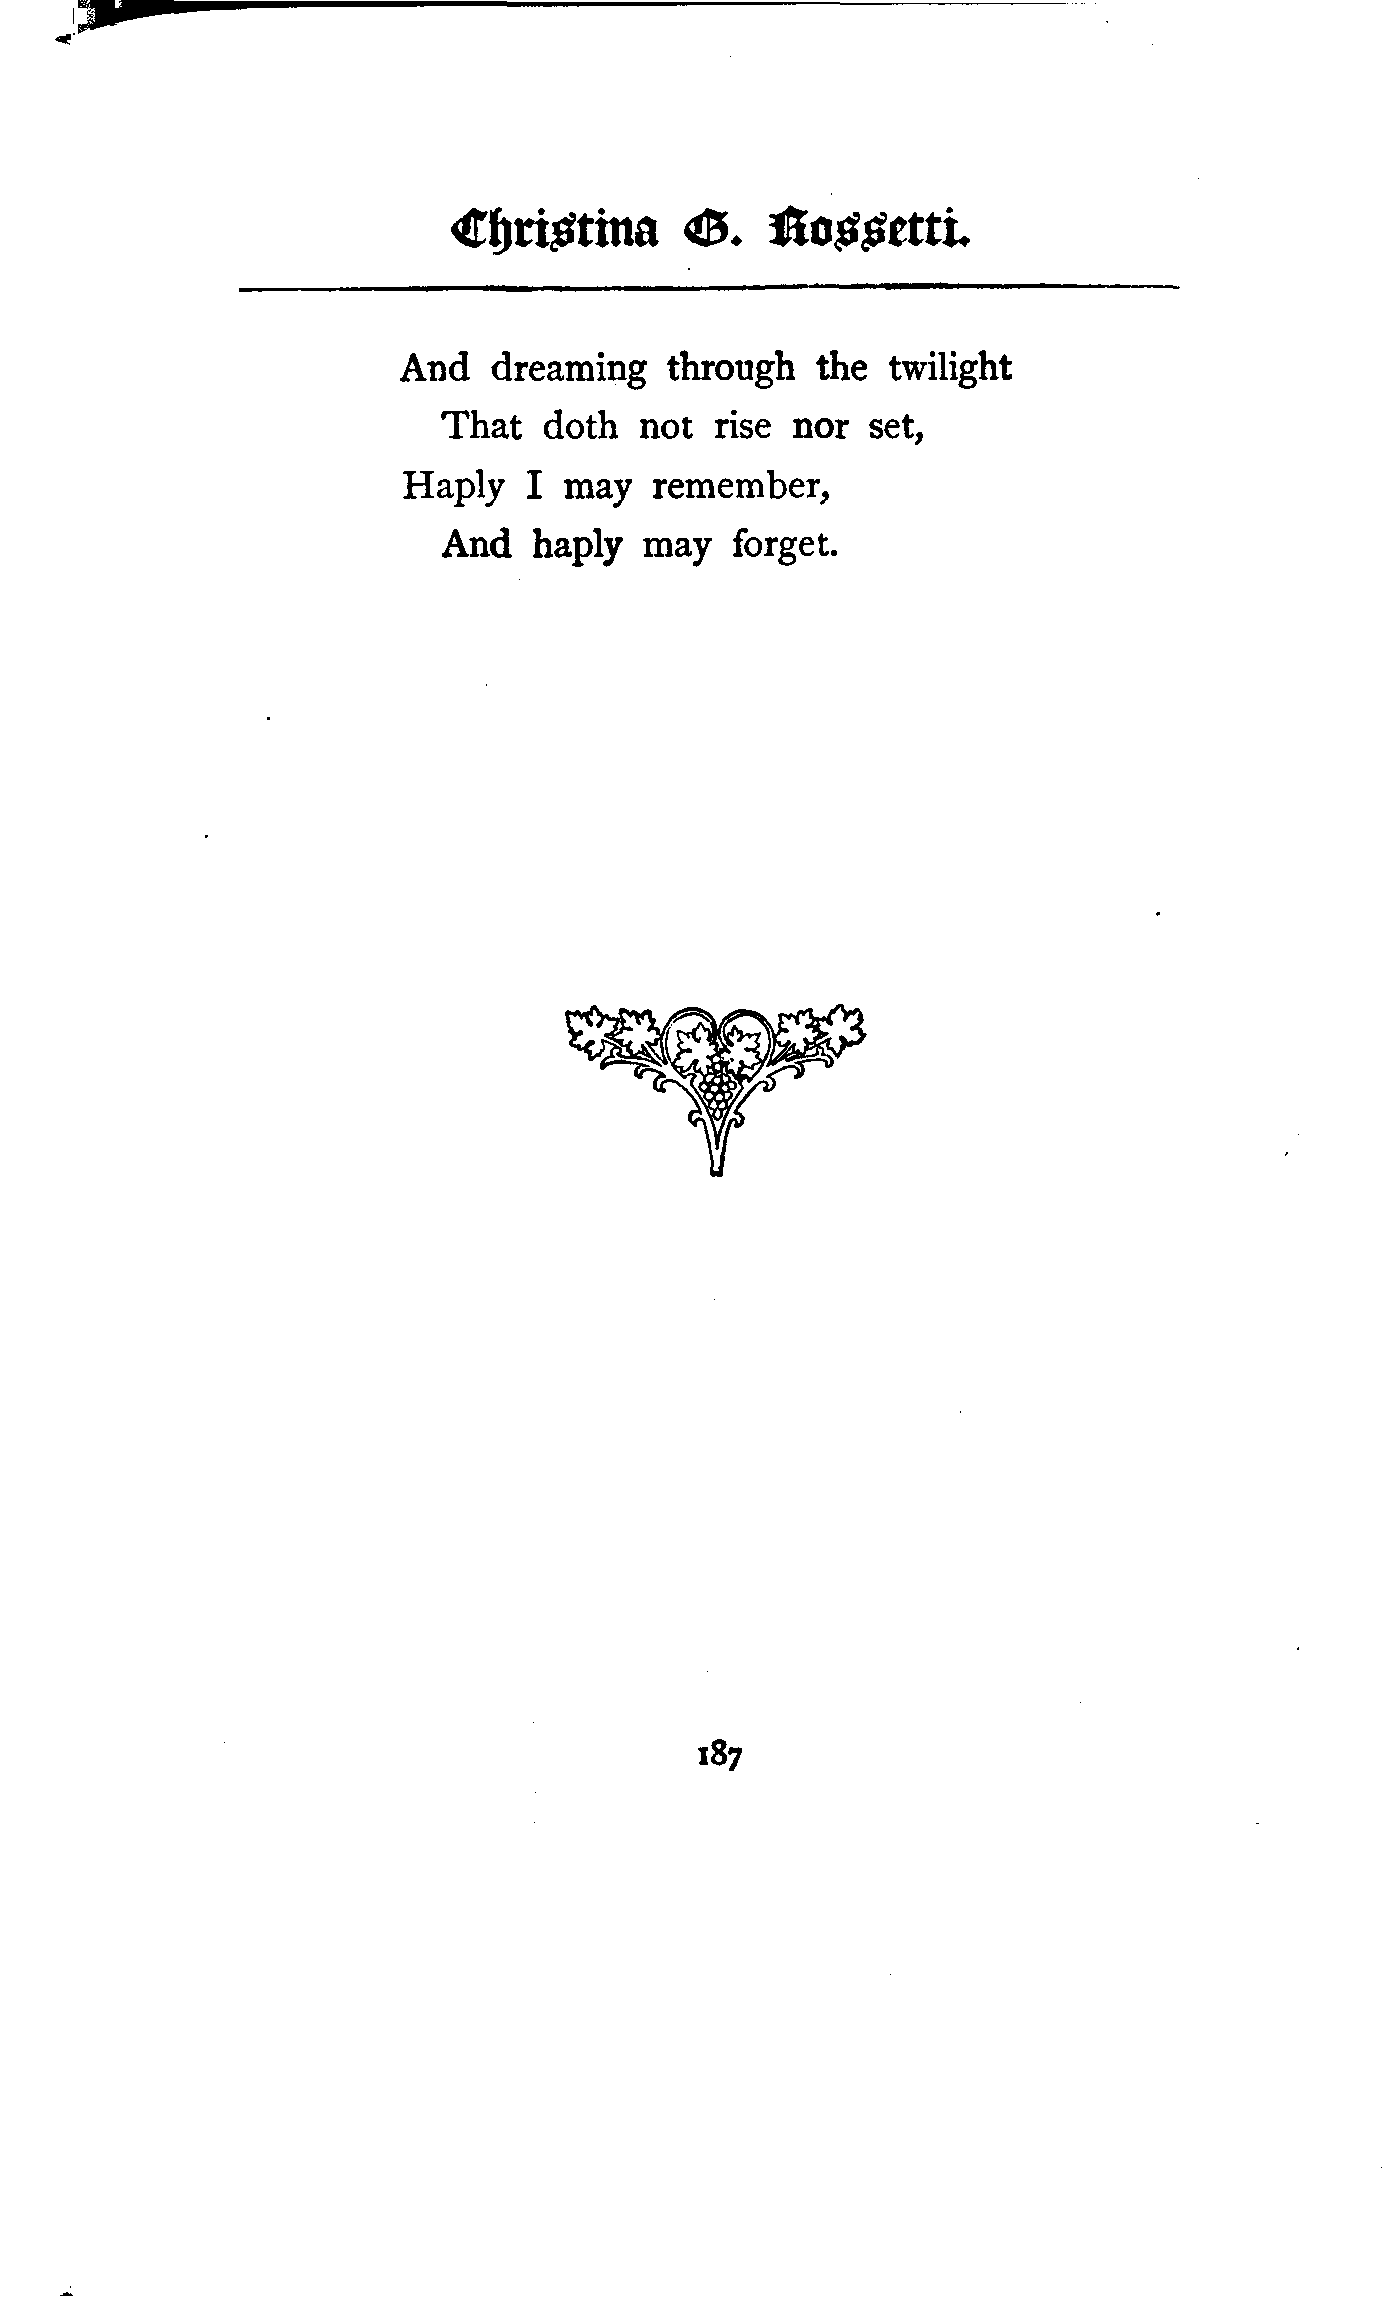 Christina G. Rossetti.
And dreaming through the twilight
That doth not rise nor set,
Haply I may remember,
And haply may forget.
187